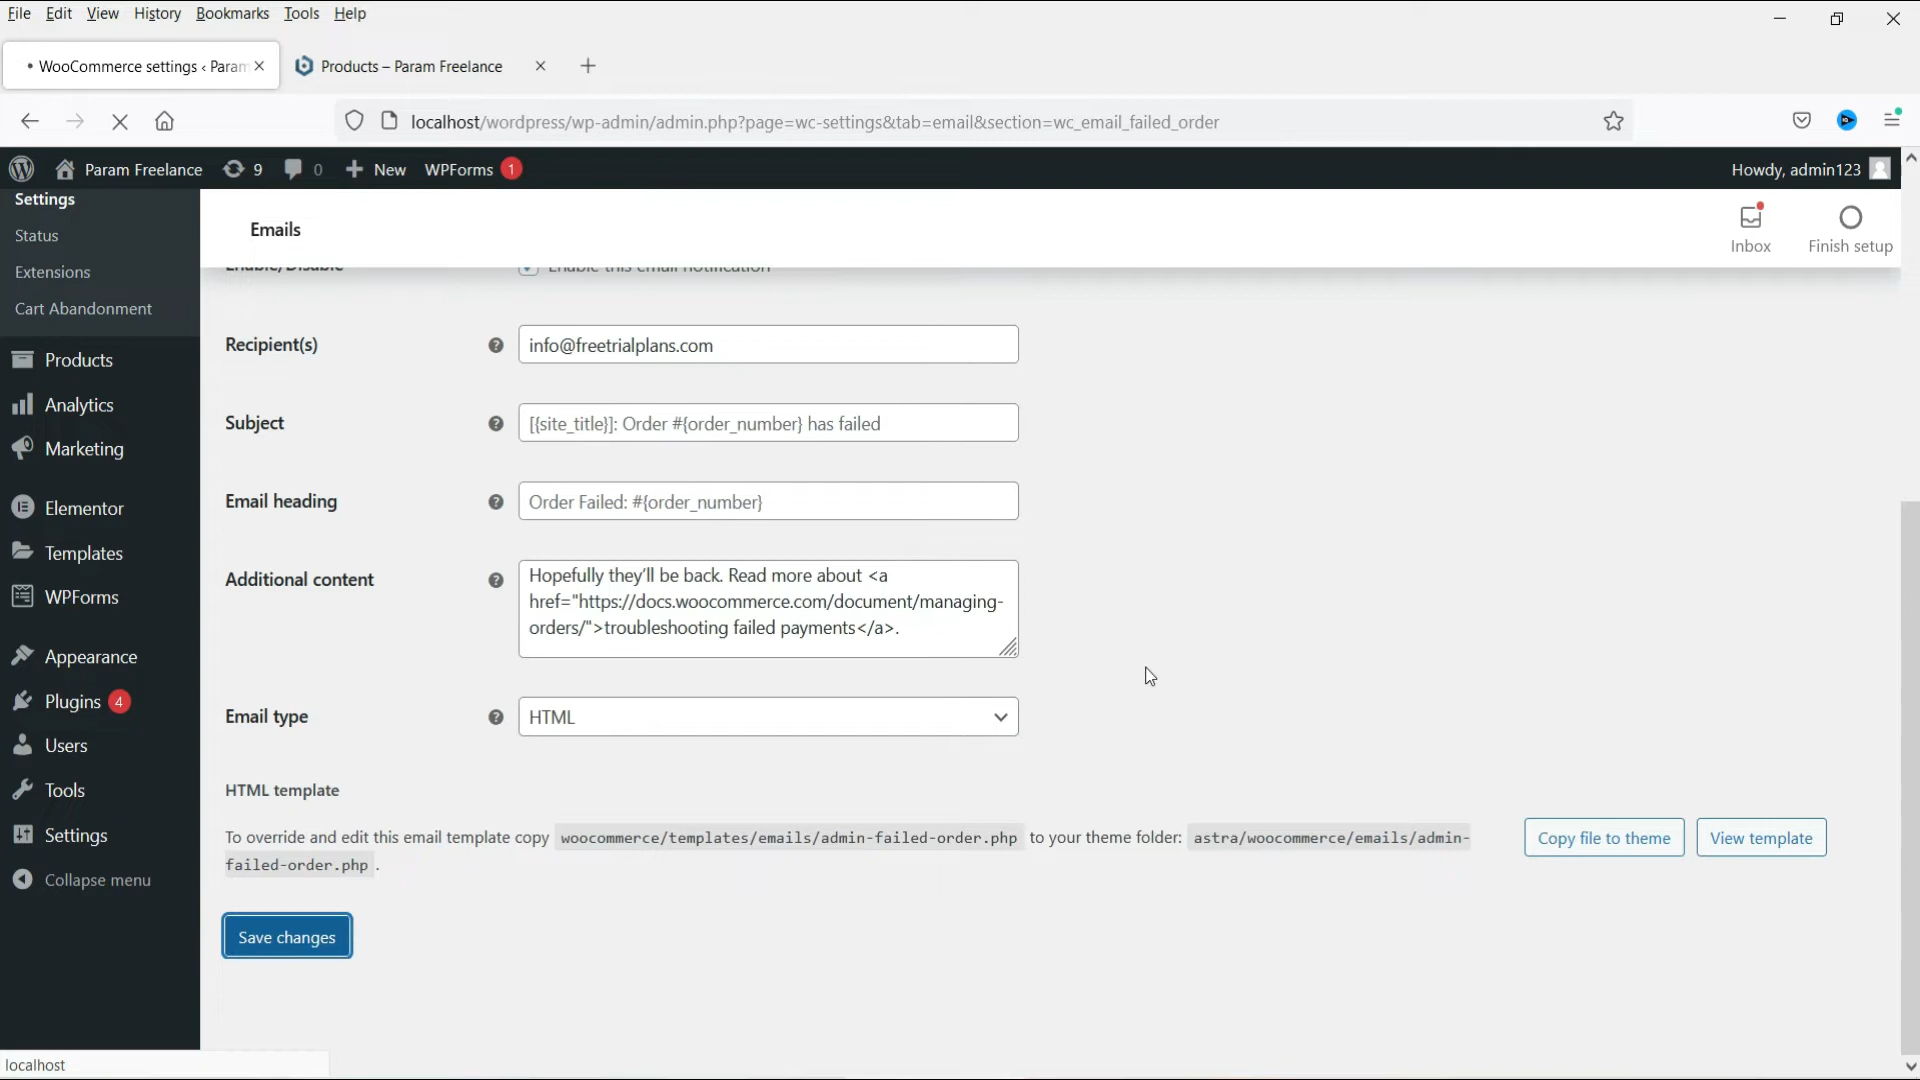 File Edit View History Bookmarks Tools Help
WooCommerce settings ‹ Param
Products – Param Freelance
localhost/wordpress/wp-admin/admin.php?page=wc-settings&tab=email&section=wc_email_failed_order
Param Freelance 9 0 New WPForms 1 Howdy, admin123
Settings
Status
Extensions
Cart Abandonment
Products
Analytics
Marketing
Elementor
Templates
WPForms
Appearance
Plugins 4
Users
Tools
Settings
Collapse menu
Emails
Inbox
Finish setup
Enable/Disable Enable this email notification
Recipient(s) info@freetrialplans.com
Subject [{site_title}]: Order #{order_number} has failed
Email heading Order Failed: #{order_number}
Additional content
Hopefully they'll be back. Read more about <a
href="https://docs.woocommerce.com/document/managing-
orders/">troubleshooting failed payments</a>.
Email type HTML
HTML template
To override and edit this email template copy woocommerce/templates/emails/admin-failed-order.php to your theme folder: astra/woocommerce/emails/admin-
failed-order.php .
Copy file to theme
View template
Save changes
localhost